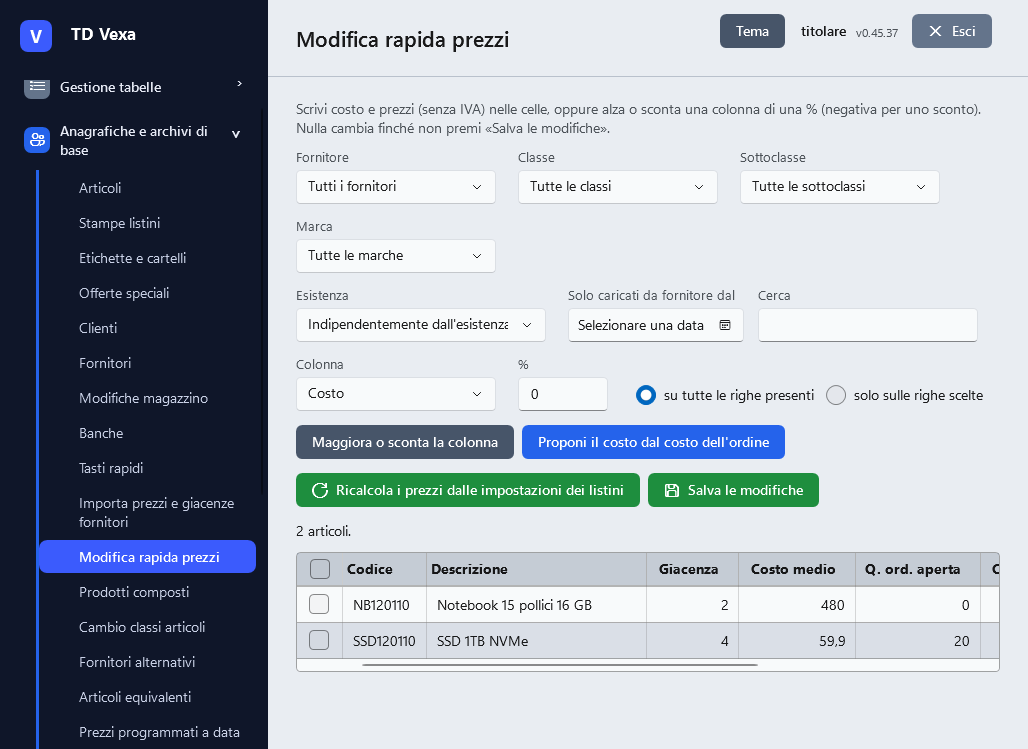 V TD Vexa
Gestione tabelle
Anagrafiche e archivi di
base
Articoli
Stampe listini
Etichette e cartelli
Offerte speciali
Clienti
Fornitori
Modifiche magazzino
Banche
Tasti rapidi
Importa prezzi e giacenze
fornitori
Modifica rapida prezzi
Prodotti composti
Cambio classi articoli
Fornitori alternativi
Articoli equivalenti
Prezzi programmati a data
Modifica rapida prezzi
Tema titolare v0.45.37 Esci
Scrivi costo e prezzi (senza IVA) nelle celle, oppure alza o sconta una colonna di una % (negativa per uno sconto).
Nulla cambia finché non premi «Salva le modifiche».
Fornitore Classe Sottoclasse
Tutti i fornitori Tutte le classi Tutte le sottoclassi
Marca
Tutte le marche
Esistenza Solo caricati da fornitore dal Cerca
Indipendentemente dall'esistenza Selezionare una data
Colonna %
Costo 0 su tutte le righe presenti solo sulle righe scelte
Maggiora o sconta la colonna Proponi il costo dal costo dell'ordine
Ricalcola i prezzi dalle impostazioni dei listini Salva le modifiche
2 articoli.
Codice Descrizione Giacenza Costo medio Q. ord. aperta
NB120110 Notebook 15 pollici 16 GB 2 480 0
SSD120110 SSD 1TB NVMe 4 59,9 20